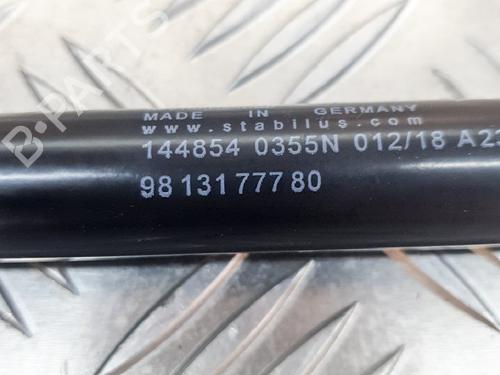 MADE IN GERMANY
www.stabilus.com
144854 0355N 012/18 A2
98 131 777 80
B-PARTS